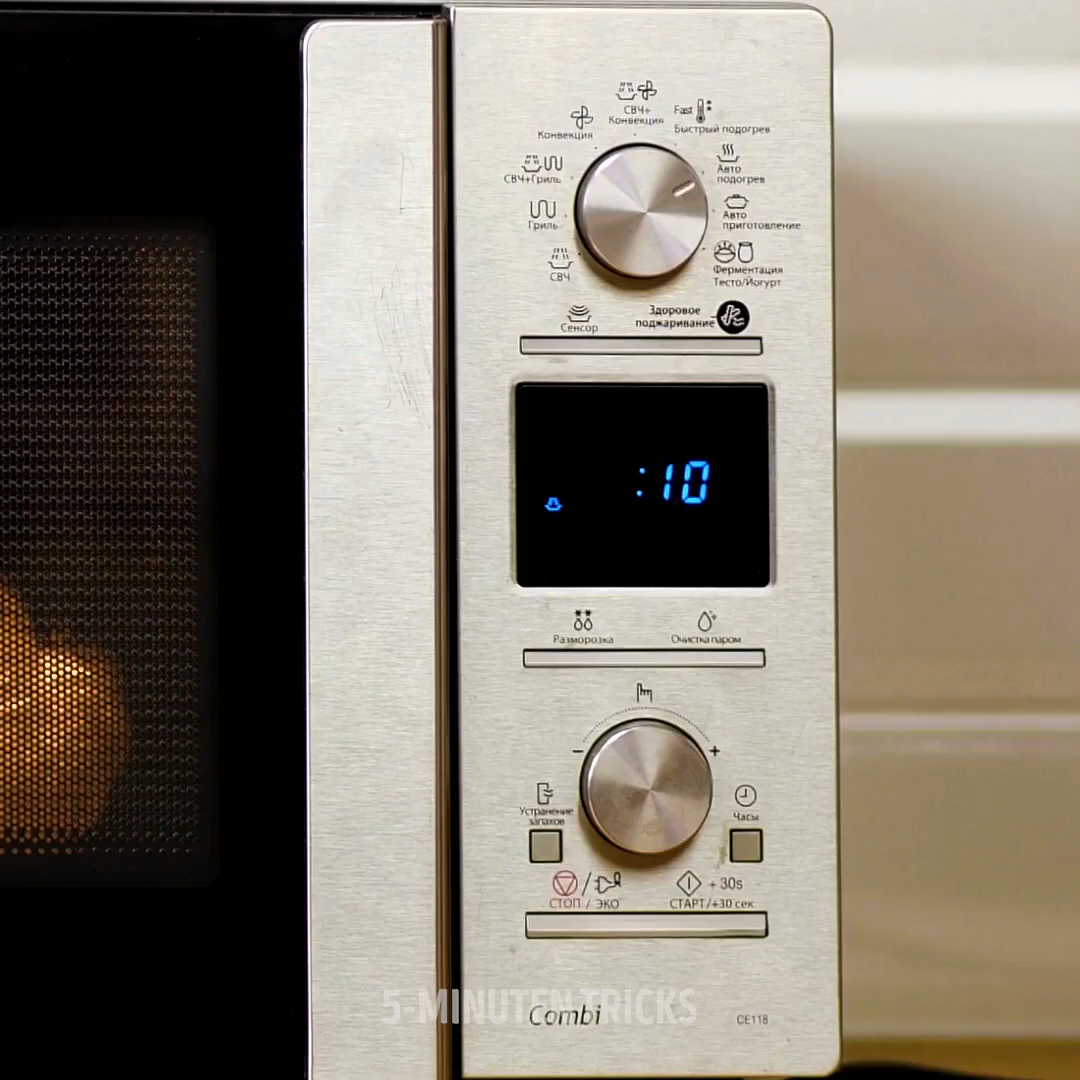 СВЧ+
Конвекция
Fast
Быстрый подогрев
Конвекция
СВЧ+Гриль
Авто
подогрев
Гриль
Авто
приготовление
СВЧ
Ферментация
Тесто/Йогурт
Сенсор
Здоровое
поджаривание
:10
Разморозка
Очистка паром
- +
Устранение
запахов
Часы
/
+30s
СТОП / ЭКО
СТАРТ/+30 сек
5-MINUTEN TRICKS
Combi
CE118